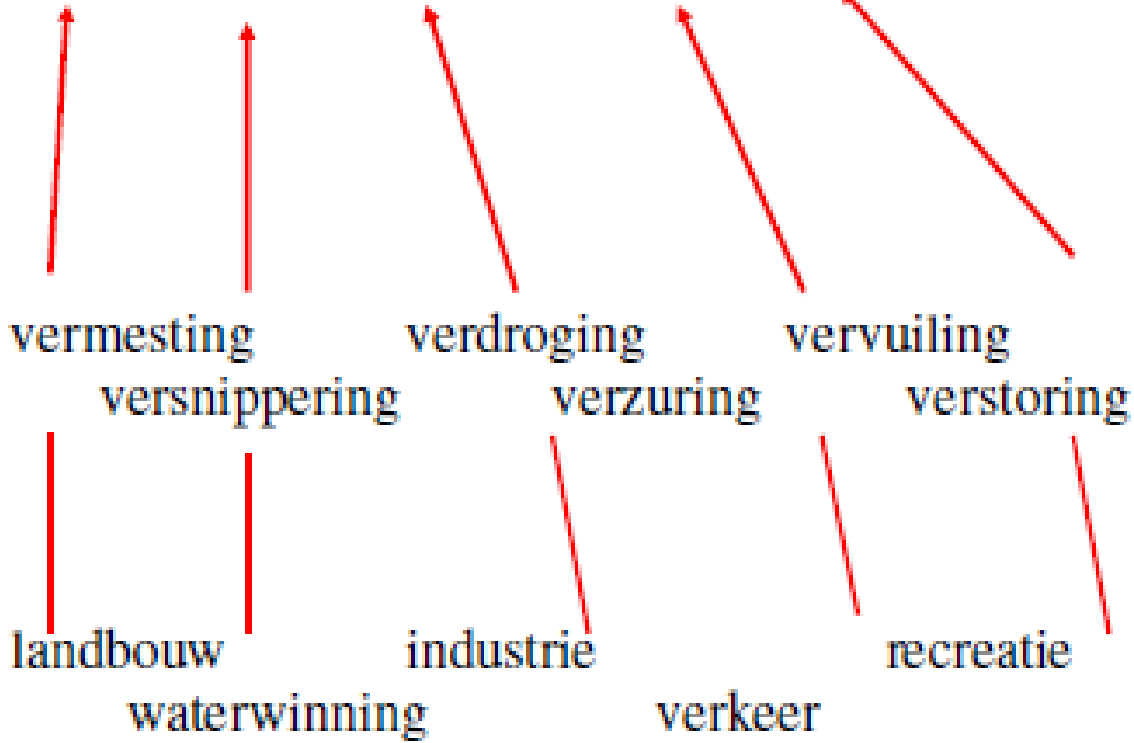 vermesting verdroging vervuiling
versnippering verzuring verstoring
landbouw industrie recreatie
waterwinning verkeer